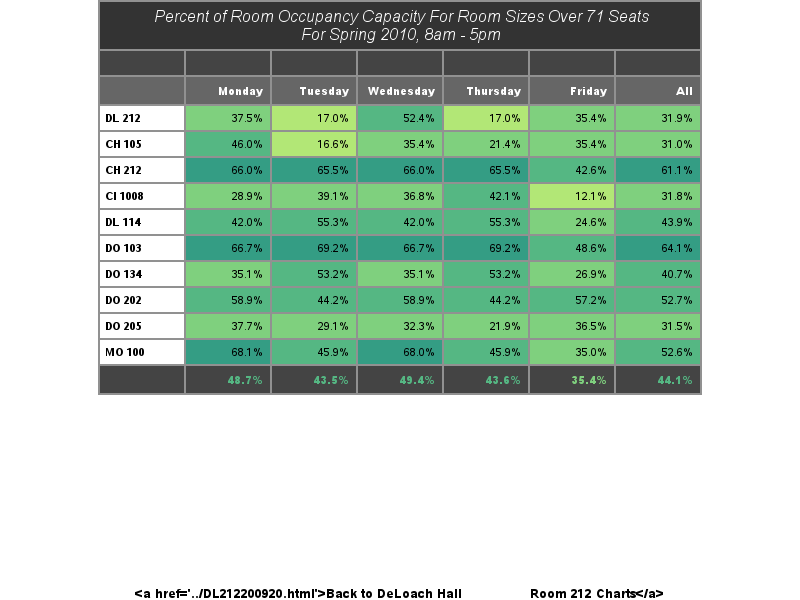 Percent of Room Occupancy Capacity For Room Sizes Over 71 Seats
For Spring 2010, 8am - 5pm
Monday Tuesday Wednesday Thursday Friday All
DL 212 37.5% 17.0% 52.4% 17.0% 35.4% 31.9%
CH 105 46.0% 16.6% 35.4% 21.4% 35.4% 31.0%
CH 212 66.0% 65.5% 66.0% 65.5% 42.6% 61.1%
CI 1008 28.9% 39.1% 36.8% 42.1% 12.1% 31.8%
DL 114 42.0% 55.3% 42.0% 55.3% 24.6% 43.9%
DO 103 66.7% 69.2% 66.7% 69.2% 48.6% 64.1%
DO 134 35.1% 53.2% 35.1% 53.2% 26.9% 40.7%
DO 202 58.9% 44.2% 58.9% 44.2% 57.2% 52.7%
DO 205 37.7% 29.1% 32.3% 21.9% 36.5% 31.5%
MO 100 68.1% 45.9% 68.0% 45.9% 35.0% 52.6%
48.7% 43.5% 49.4% 43.6% 35.4% 44.1%
<a href='../DL212200920.html'>Back to DeLoach Hall Room 212 Charts</a>